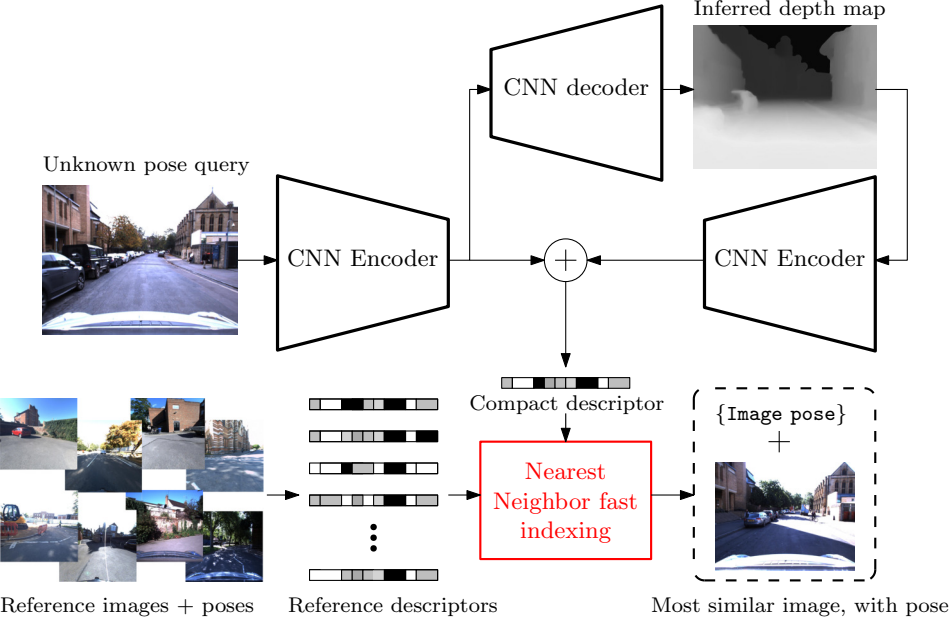 Inferred depth map
CNN decoder
Unknown pose query
CNN Encoder
+
CNN Encoder
Compact descriptor
{Image pose}
+
Nearest
Neighbor fast
indexing
Reference images + poses
Reference descriptors
Most similar image, with pose